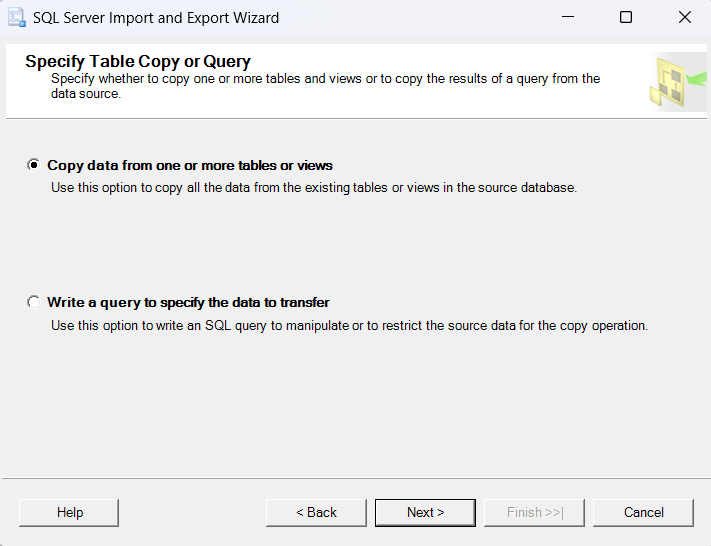 SQL Server Import and Export Wizard
Specify Table Copy or Query
Specify whether to copy one or more tables and views or to copy the results of a query from the
data source.
Copy data from one or more tables or views
Use this option to copy all the data from the existing tables or views in the source database.
Write a query to specify the data to transfer
Use this option to write an SQL query to manipulate or to restrict the source data for the copy operation.
Help < Back Next > Finish >>| Cancel